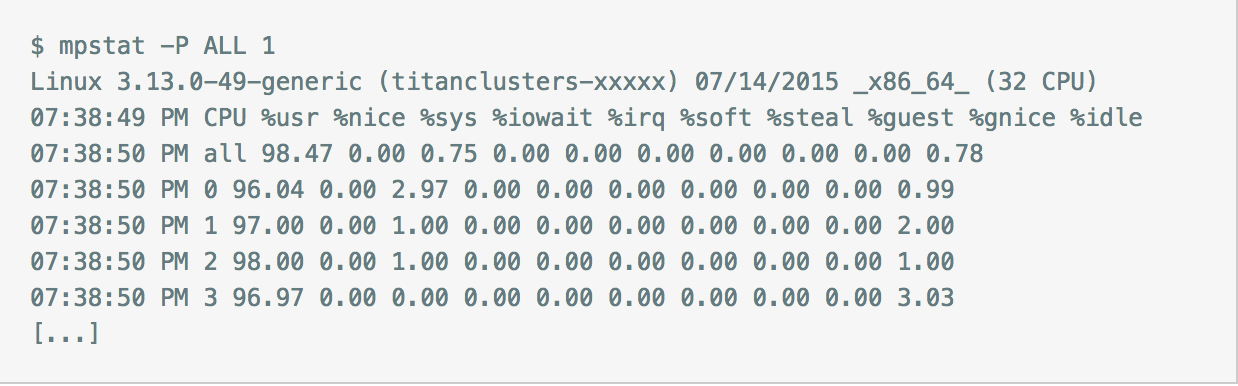 $ mpstat -P ALL 1
Linux 3.13.0-49-generic (titanclusters-xxxxx) 07/14/2015 _x86_64_ (32 CPU)
07:38:49 PM CPU %usr %nice %sys %iowait %irq %soft %steal %guest %gnice %idle
07:38:50 PM all 98.47 0.00 0.75 0.00 0.00 0.00 0.00 0.00 0.00 0.78
07:38:50 PM 0 96.04 0.00 2.97 0.00 0.00 0.00 0.00 0.00 0.00 0.99
07:38:50 PM 1 97.00 0.00 1.00 0.00 0.00 0.00 0.00 0.00 0.00 2.00
07:38:50 PM 2 98.00 0.00 1.00 0.00 0.00 0.00 0.00 0.00 0.00 1.00
07:38:50 PM 3 96.97 0.00 0.00 0.00 0.00 0.00 0.00 0.00 0.00 3.03
[...]